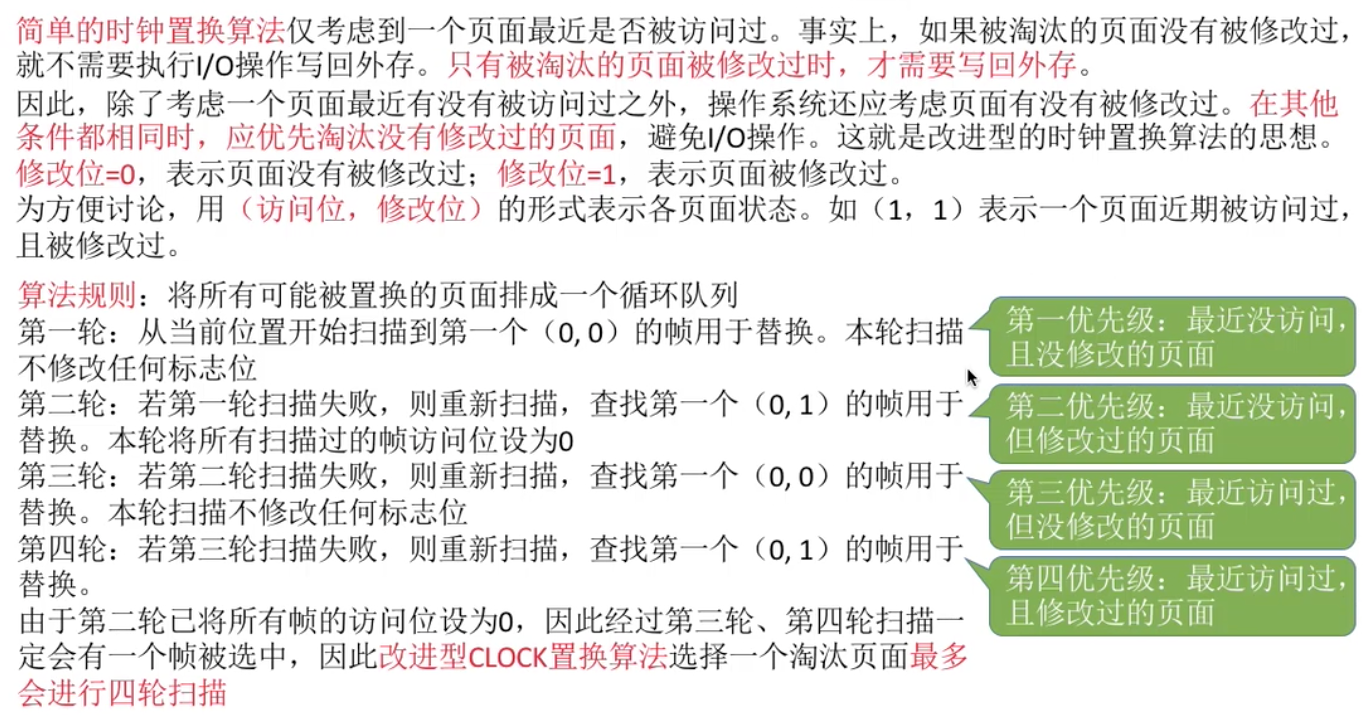 简单的时钟置换算法仅考虑到一个页面最近是否被访问过。事实上，如果被淘汰的页面没有被修改过，
就不需要执行I/O操作写回外存。只有被淘汰的页面被修改过时，才需要写回外存。
因此，除了考虑一个页面最近有没有被访问过之外，操作系统还应考虑页面有没有被修改过。在其他
条件都相同时，应优先淘汰没有修改过的页面，避免I/O操作。这就是改进型的时钟置换算法的思想。
修改位=0，表示页面没有被修改过；修改位=1，表示页面被修改过。
为方便讨论，用（访问位，修改位）的形式表示各页面状态。如（1，1）表示一个页面近期被访问过，
且被修改过。
算法规则：将所有可能被置换的页面排成一个循环队列
第一轮：从当前位置开始扫描到第一个（0, 0）的帧用于替换。本轮扫描
不修改任何标志位
第二轮：若第一轮扫描失败，则重新扫描，查找第一个（0, 1）的帧用于
替换。本轮将所有扫描过的帧访问位设为0
第三轮：若第二轮扫描失败，则重新扫描，查找第一个（0, 0）的帧用于
替换。本轮扫描不修改任何标志位
第四轮：若第三轮扫描失败，则重新扫描，查找第一个（0, 1）的帧用于
替换。
由于第二轮已将所有帧的访问位设为0，因此经过第三轮、第四轮扫描一
定会有一个帧被选中，因此改进型CLOCK置换算法选择一个淘汰页面最多
会进行四轮扫描
第一优先级：最近没访问，
且没修改的页面
第二优先级：最近没访问，
但修改过的页面
第三优先级：最近访问过，
但没修改的页面
第四优先级：最近访问过，
且修改过的页面